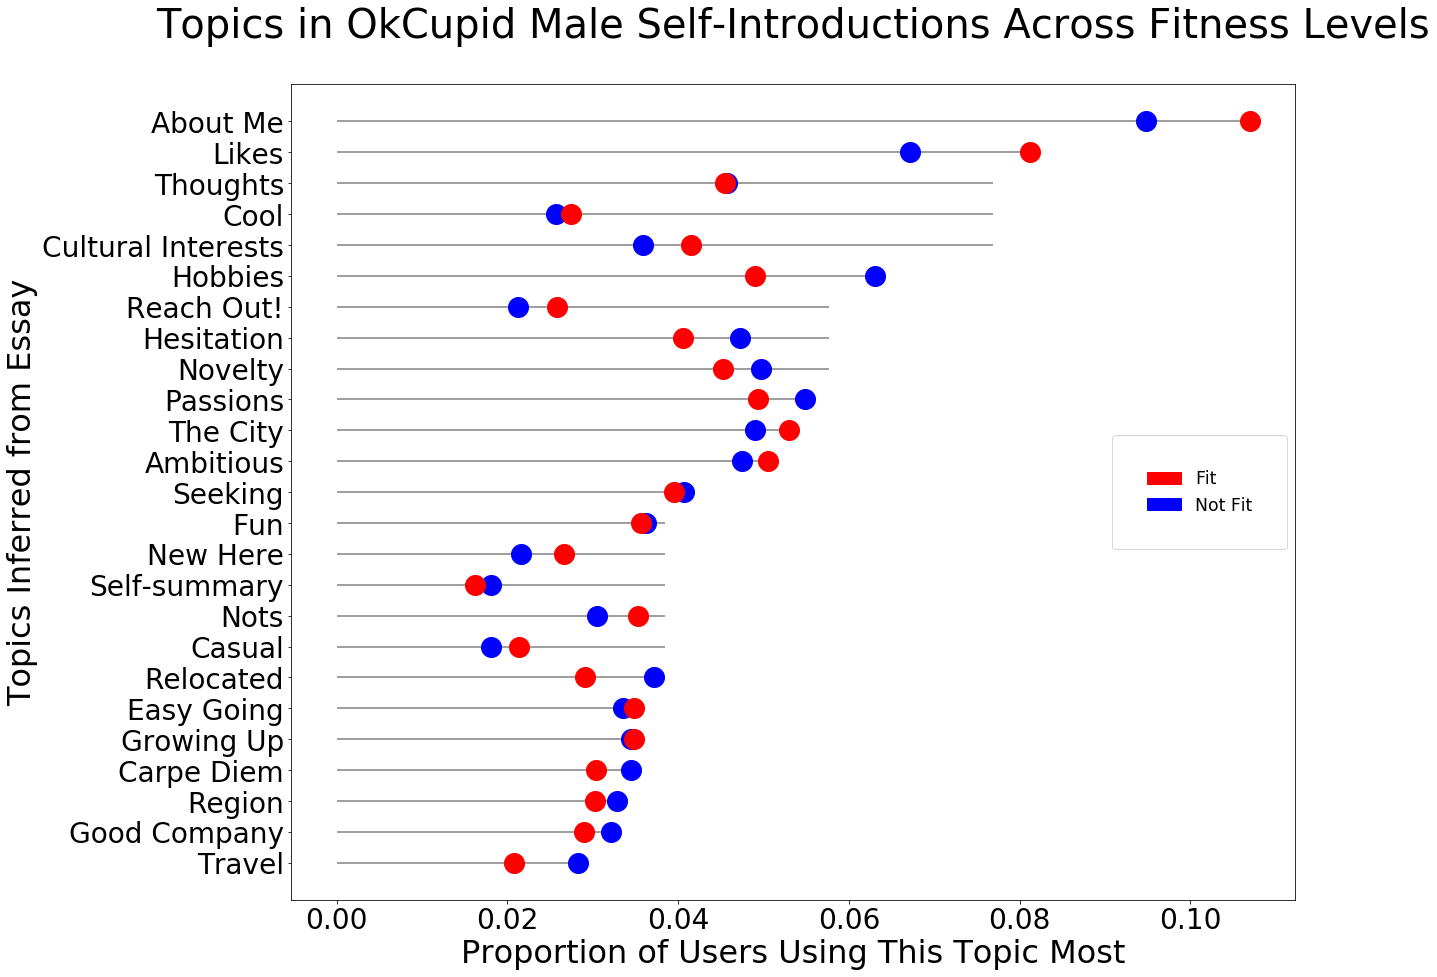 Topics in OkCupid Male Self-Introductions Across Fitness Levels
Topics Inferred from Essay
About Me
Likes
Thoughts
Cool
Cultural Interests
Hobbies
Reach Out!
Hesitation
Novelty
Passions
The City
Ambitious
Seeking
Fun
New Here
Self-summary
Nots
Casual
Relocated
Easy Going
Growing Up
Carpe Diem
Region
Good Company
Travel
Fit
Not Fit
0.00 0.02 0.04 0.06 0.08 0.10
Proportion of Users Using This Topic Most